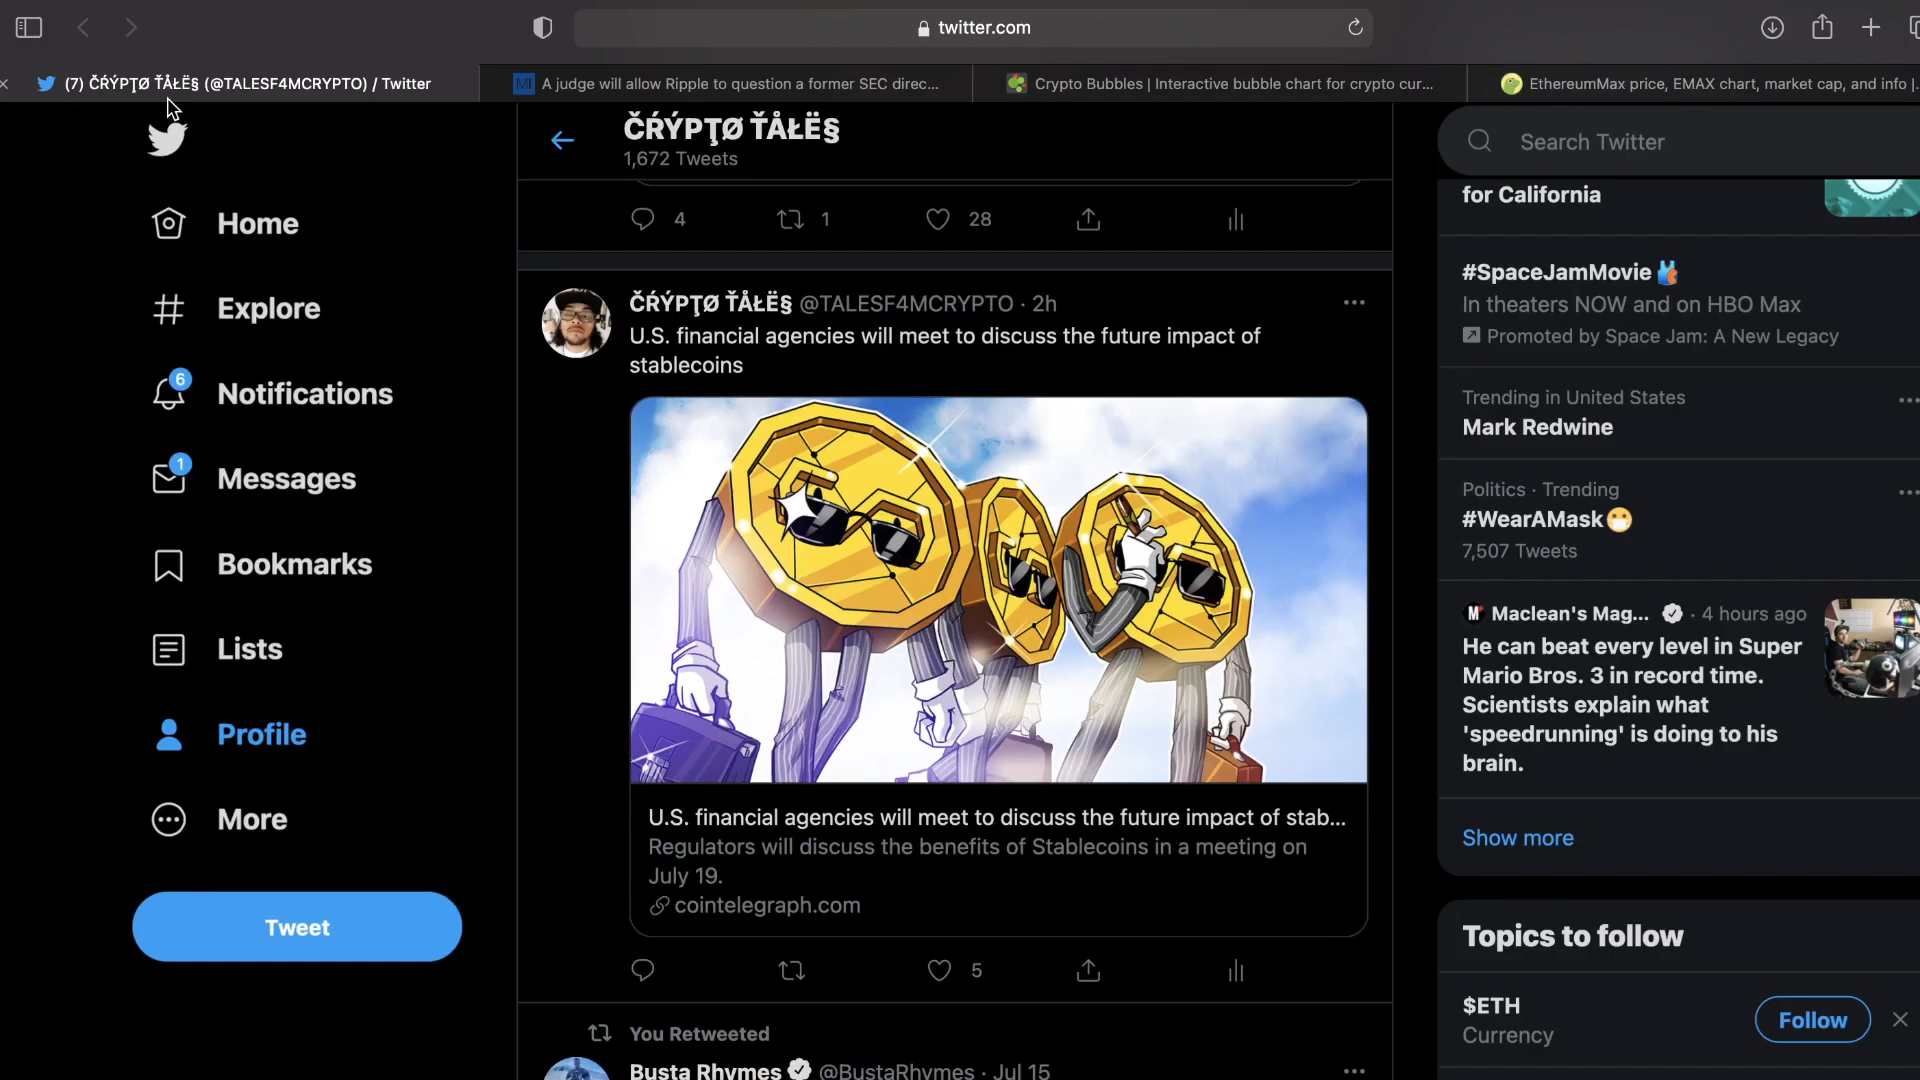 twitter.com
(7) ČŔÝPŢØ ŤÅŁË§ (@TALESF4MCRYPTO) / Twitter
A judge will allow Ripple to question a former SEC direc...
Crypto Bubbles | Interactive bubble chart for crypto cur...
EthereumMax price, EMAX chart, market cap, and info |
ČŔÝPŢØ ŤÅŁË§
1,672 Tweets
Search Twitter
Home
Explore
6
Notifications
1
Messages
Bookmarks
Lists
Profile
More
Tweet
4
1
28
ČŔÝPŢØ ŤÅŁË§ @TALESF4MCRYPTO · 2h
U.S. financial agencies will meet to discuss the future impact of
stablecoins
U.S. financial agencies will meet to discuss the future impact of stab...
Regulators will discuss the benefits of Stablecoins in a meeting on
July 19.
cointelegraph.com
5
You Retweeted
Busta Rhymes @BustaRhymes · Jul 15
for California
#SpaceJamMovie
In theaters NOW and on HBO Max
Promoted by Space Jam: A New Legacy
Trending in United States
Mark Redwine
Politics · Trending
#WearAMask😷
7,507 Tweets
M Maclean's Mag... · 4 hours ago
He can beat every level in Super
Mario Bros. 3 in record time.
Scientists explain what
'speedrunning' is doing to his
brain.
Show more
Topics to follow
$ETH
Currency
Follow